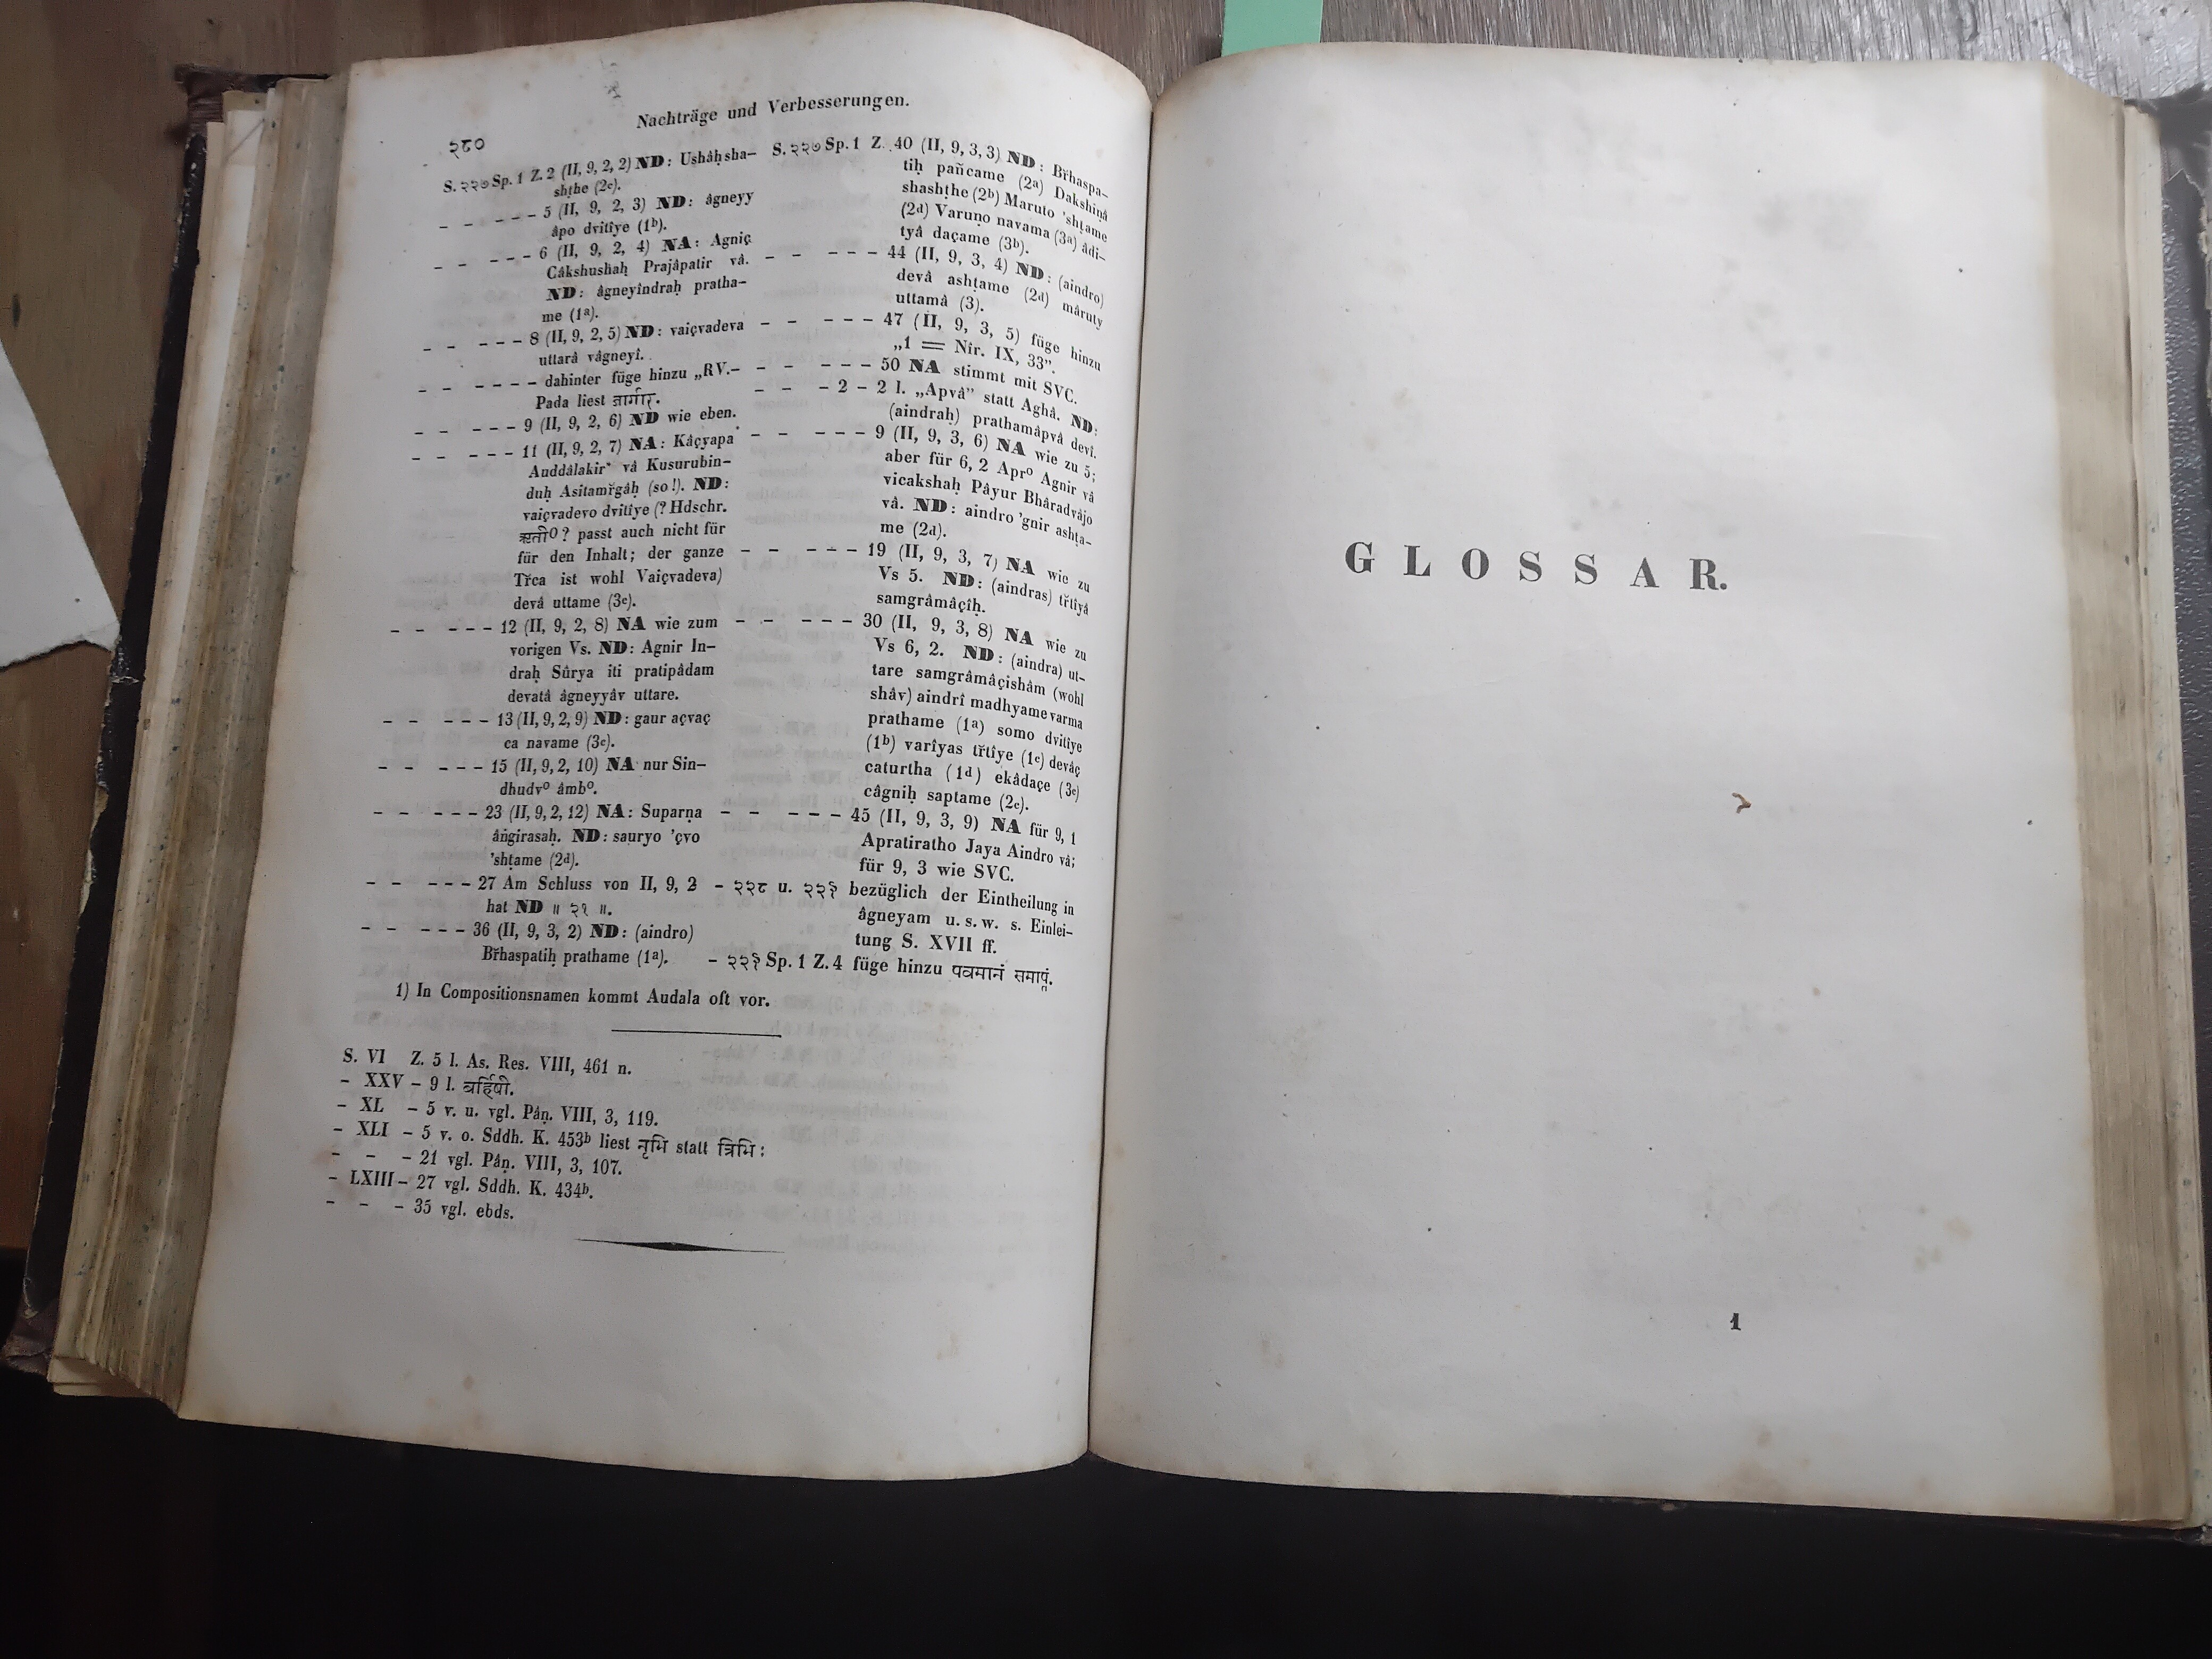 Nachträge und Verbesserungen.
२८०
S. २२७ Sp. 1 Z. 2 (II, 9, 2, 2) ND: Ushâḥsha-
shṭhe (2c).
- - - - - 5 (II, 9, 2, 3) ND: âgneyy
âpo dvitîye (1b).
- - - - - 6 (II, 9, 2, 4) NA: Agniç
Câkshushaḥ Prajâpatir vâ.
ND: âgneyîndraḥ pratha-
me (1a).
- - - - - 8 (II, 9, 2, 5) ND: vaiçvadeva
uttarâ vâgneyî.
- - - - - - dahinter füge hinzu „RV.-
Pada liest
- - - - - 9 (II, 9, 2, 6) ND wie eben.
- - - - - 11 (II, 9, 2, 7) NA: Kâçyapa
Auddâlakir¹ vâ Kusurubin-
duḥ Asitamr̆gâḥ (so!). ND:
vaiçvadevo dvitîye (? Hdschr.
ऋती०? passt auch nicht für
für den Inhalt; der ganze
Tr̆ca ist wohl Vaiçvadeva)
devâ uttame (3c).
- - - - - 12 (II, 9, 2, 8) NA wie zum
vorigen Vs. ND: Agnir In-
draḥ Sûrya iti pratipâdam
devatâ âgneyyâv uttare.
- - - - - 13 (II, 9, 2, 9) ND: gaur açvaç
ca navame (3c).
- - - - - 15 (II, 9, 2, 10) NA nur Sin-
dhudvº âmbº.
- - - - - 23 (II, 9, 2, 12) NA: Suparṇa
âṅgirasaḥ. ND: sauryo 'çvo
'shṭame (2d).
- - - - - 27 Am Schluss von II, 9, 2
hat ND ॥ २१ ॥.
- - - - - 36 (II, 9, 3, 2) ND: (aindro)
Br̆haspatiḥ prathame (1a).
S. २२७ Sp. 1 Z. 40 (II, 9, 3, 3) ND: Br̆haspa-
tiḥ pañcame (2a) Dakshiṇâ
shashṭhe (2b) Maruto 'shṭame
(2d) Varuṇo navama (3a) âdi-
tyâ daçame (3b).
- - - - - 44 (II, 9, 3, 4) ND: (aindro)
devâ ashṭame (2d) mâruty
uttamâ (3).
- - - - - 47 (II, 9, 3, 5) füge hinzu
„1 = Nir. IX, 33".
- - - - - 50 NA stimmt mit SVC.
- - - 2 - 2 l. „Apvâ" statt Aghâ. ND:
(aindraḥ) prathamâpvâ devî.
- - - - - 9 (II, 9, 3, 6) NA wie zu 5;
aber für 6, 2 Aprº Agnir vâ
vicakshaḥ Pâyur Bhâradvâjo
vâ. ND: aindro 'gnir ashṭa-
me (2d).
- - - - - 19 (II, 9, 3, 7) NA wie zu
Vs 5. ND: (aindras) tr̆tîyâ
samgrâmâçîḥ.
- - - - - 30 (II, 9, 3, 8) NA wie zu
Vs 6, 2. ND: (aindra) ut-
tare samgrâmâçishâm (wohl
shâv) aindrî madhyame varma
prathame (1a) somo dvitîye
(1b) varîyas tr̆tîye (1c) devâç
caturtha (1d) ekâdaçe (3c)
câgniḥ saptame (2c).
- - - - - 45 (II, 9, 3, 9) NA für 9, 1
Apratiratho Jaya Aindro vâ;
für 9, 3 wie SVC.
- २२८ u. २२९ bezüglich der Eintheilung in
âgneyam u. s. w. s. Einlei-
tung S. XVII ff.
- २२९ Sp. 1 Z. 4 füge hinzu पवमानं समाप्तं.
1) In Compositionsnamen kommt Audala oft vor.
S. VI Z. 5 l. As. Res. VIII, 461 n.
- XXV - 9 l. बर्हिषी.
- XL - 5 v. u. vgl. Pâṇ. VIII, 3, 119.
- XLI - 5 v. o. Sddh. K. 453b liest नृभि statt त्रिभि:
- - - 21 vgl. Pâṇ. VIII, 3, 107.
- LXIII - 27 vgl. Sddh. K. 434b.
- - - 35 vgl. ebds.
GLOSSAR.
1